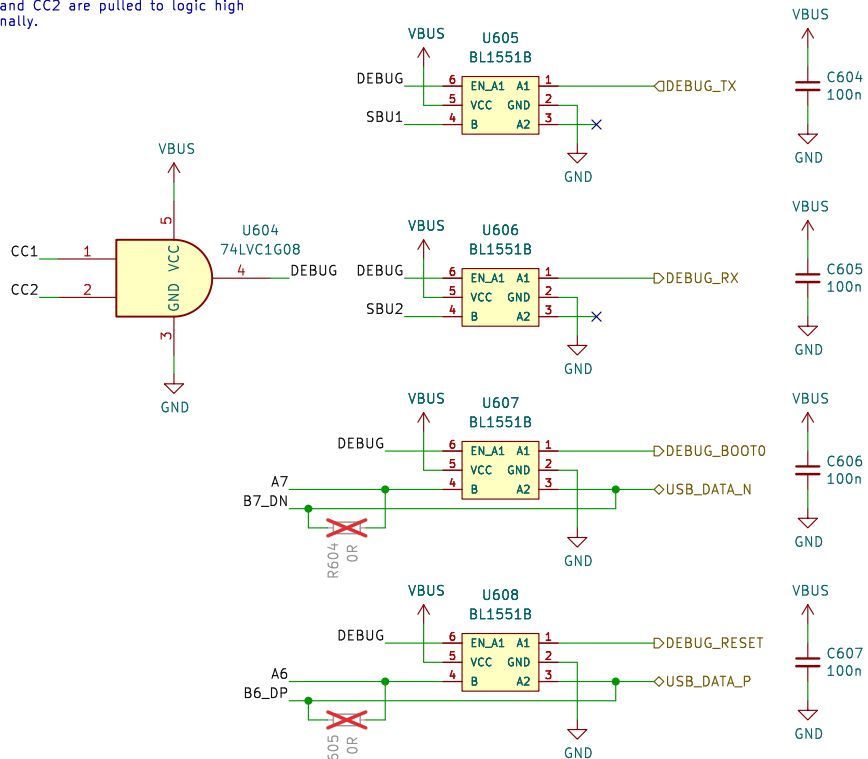 and CC2 are pulled to logic high
nally.
VBUS
U605
BL1551B
DEBUG
6
EN_A1
A1
1
DEBUG_TX
5
VCC
GND
2
SBU1
4
B
A2
3
GND
VBUS
C604
100n
GND
VBUS
5
U604
74LVC1G08
CC1
1
VCC
4
DEBUG
CC2
2
GND
3
GND
VBUS
U606
BL1551B
DEBUG
6
EN_A1
A1
1
DEBUG_RX
5
VCC
GND
2
SBU2
4
B
A2
3
GND
VBUS
C605
100n
GND
VBUS
U607
BL1551B
DEBUG
6
EN_A1
A1
1
DEBUG_BOOT0
5
VCC
GND
2
A7
4
B
A2
3
USB_DATA_N
B7_DN
R604
0R
GND
VBUS
C606
100n
GND
VBUS
U608
BL1551B
DEBUG
6
EN_A1
A1
1
DEBUG_RESET
5
VCC
GND
2
A6
4
B
A2
3
USB_DATA_P
B6_DP
605
0R
GND
VBUS
C607
100n
GND